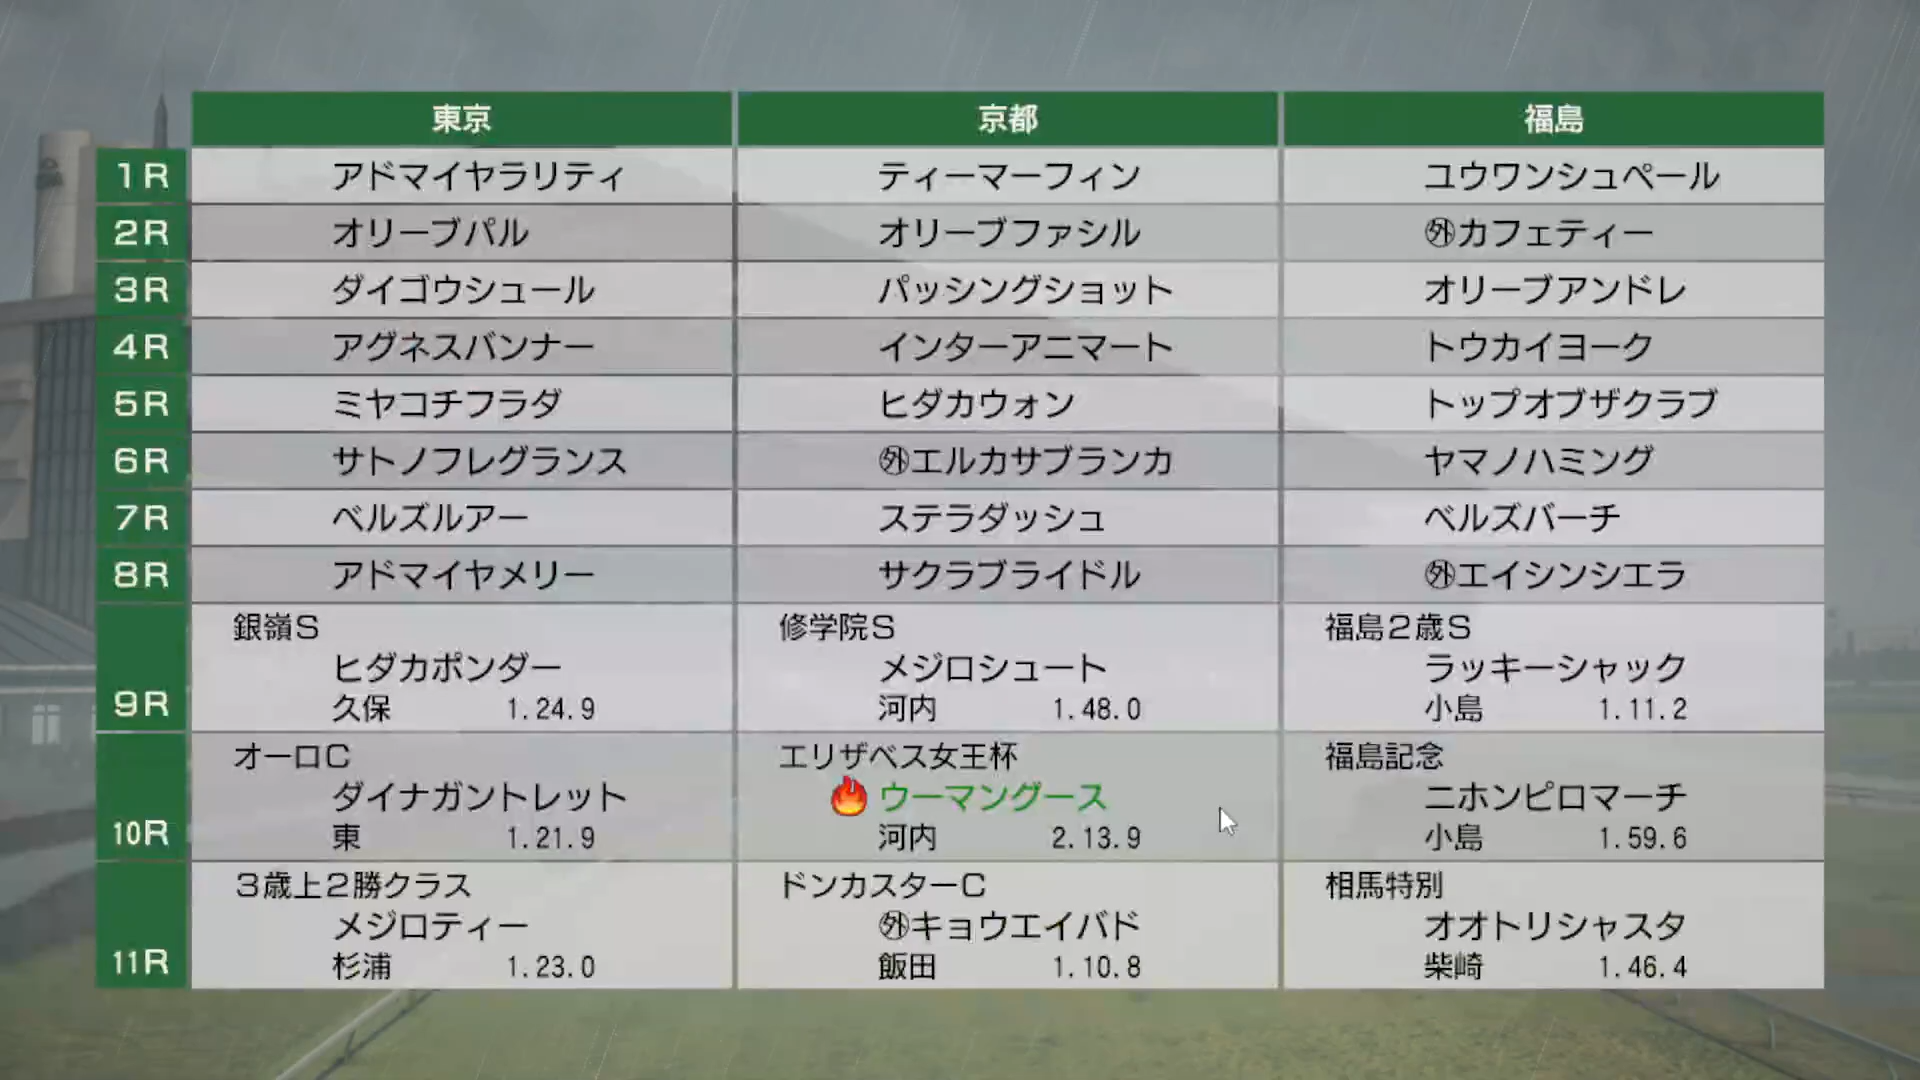 東京 京都 福島
1R アドマイヤラリティ ティーマーフィン ユウワンシュペール
2R オリーブパル オリーブファシル ㊕カフェティー
3R ダイゴウシュール パッシングショット オリーブアンドレ
4R アグネスバンナー インターアニマート トウカイヨーク
5R ミヤコチフラダ ヒダカウォン トップオブザクラブ
6R サトノフレグランス 外エルカサブランカ ヤマノハミング
7R ベルズルアー ステラダッシュ ベルズバーチ
8R アドマイヤメリー サクラブライドル 外エイシンシエラ
銀嶺S 修学院S 福島2歳S
ヒダカポンダー メジロシュート ラッキーシャック
9R 久保 1.24.9 河内 1.48.0 小島 1.11.2
オーロC エリザベス女王杯 福島記念
ダイナガントレット ウーマングース ニホンピロマーチ
10R 東 1.21.9 河内 2.13.9 小島 1.59.6
3歳上2勝クラス ドンカスターC 相馬特別
メジロティー 外キョウエイバド オオトリシャスタ
11R 杉浦 1.23.0 飯田 1.10.8 柴崎 1.46.4